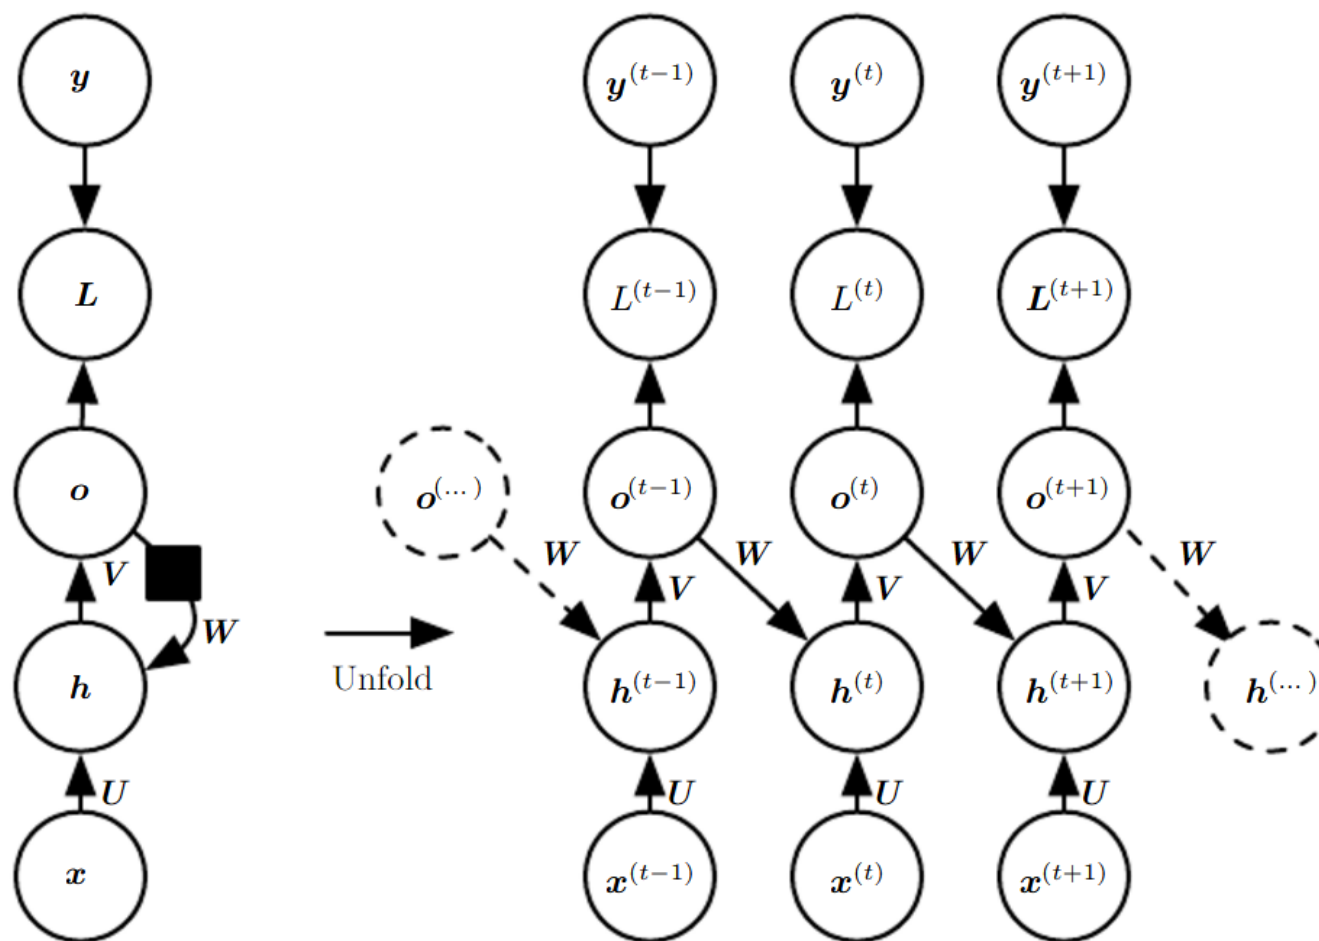 y y^(t−1) y^(t) y^(t+1)
L L^(t−1) L^(t) L^(t+1)
o o^(...) o^(t−1) o^(t) o^(t+1)
W W W W
V V V V
W
Unfold
h h^(t−1) h^(t) h^(t+1) h^(...)
U U U U
x x^(t−1) x^(t) x^(t+1)